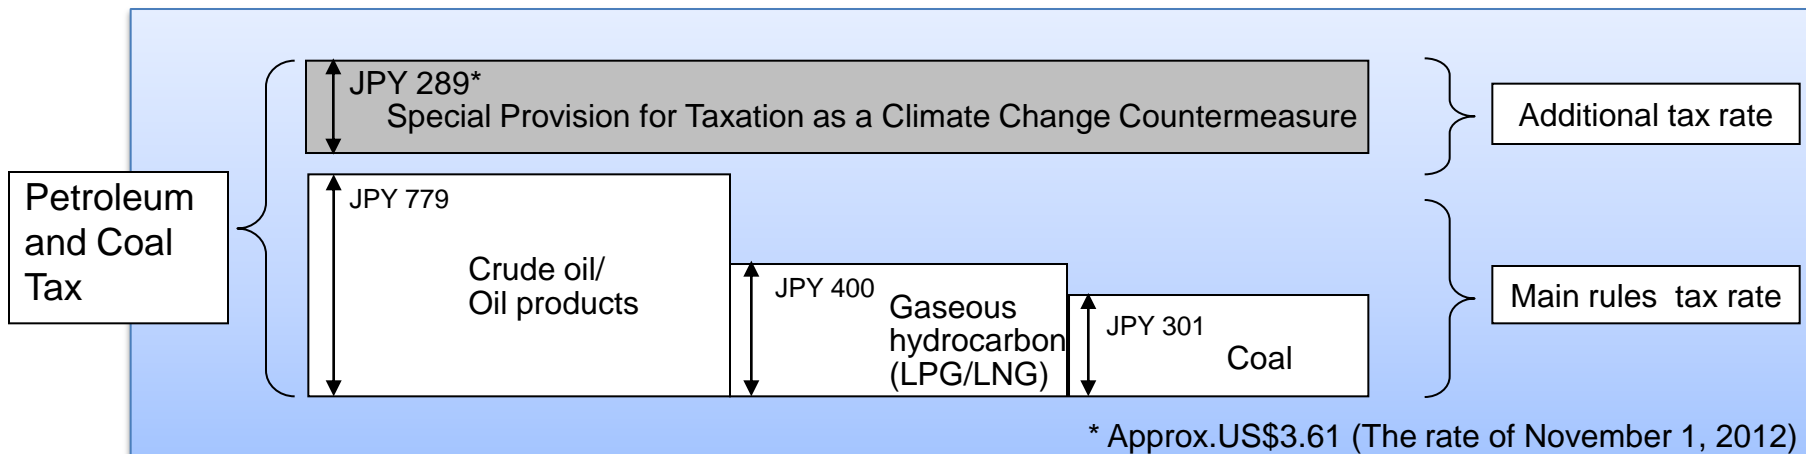 JPY 289*
Special Provision for Taxation as a Climate Change Countermeasure
Additional tax rate
Petroleum
and Coal
Tax
JPY 779
Crude oil/
Oil products
JPY 400
Gaseous
hydrocarbon
(LPG/LNG)
JPY 301
Coal
Main rules  tax rate
* Approx.US$3.61 (The rate of November 1, 2012)